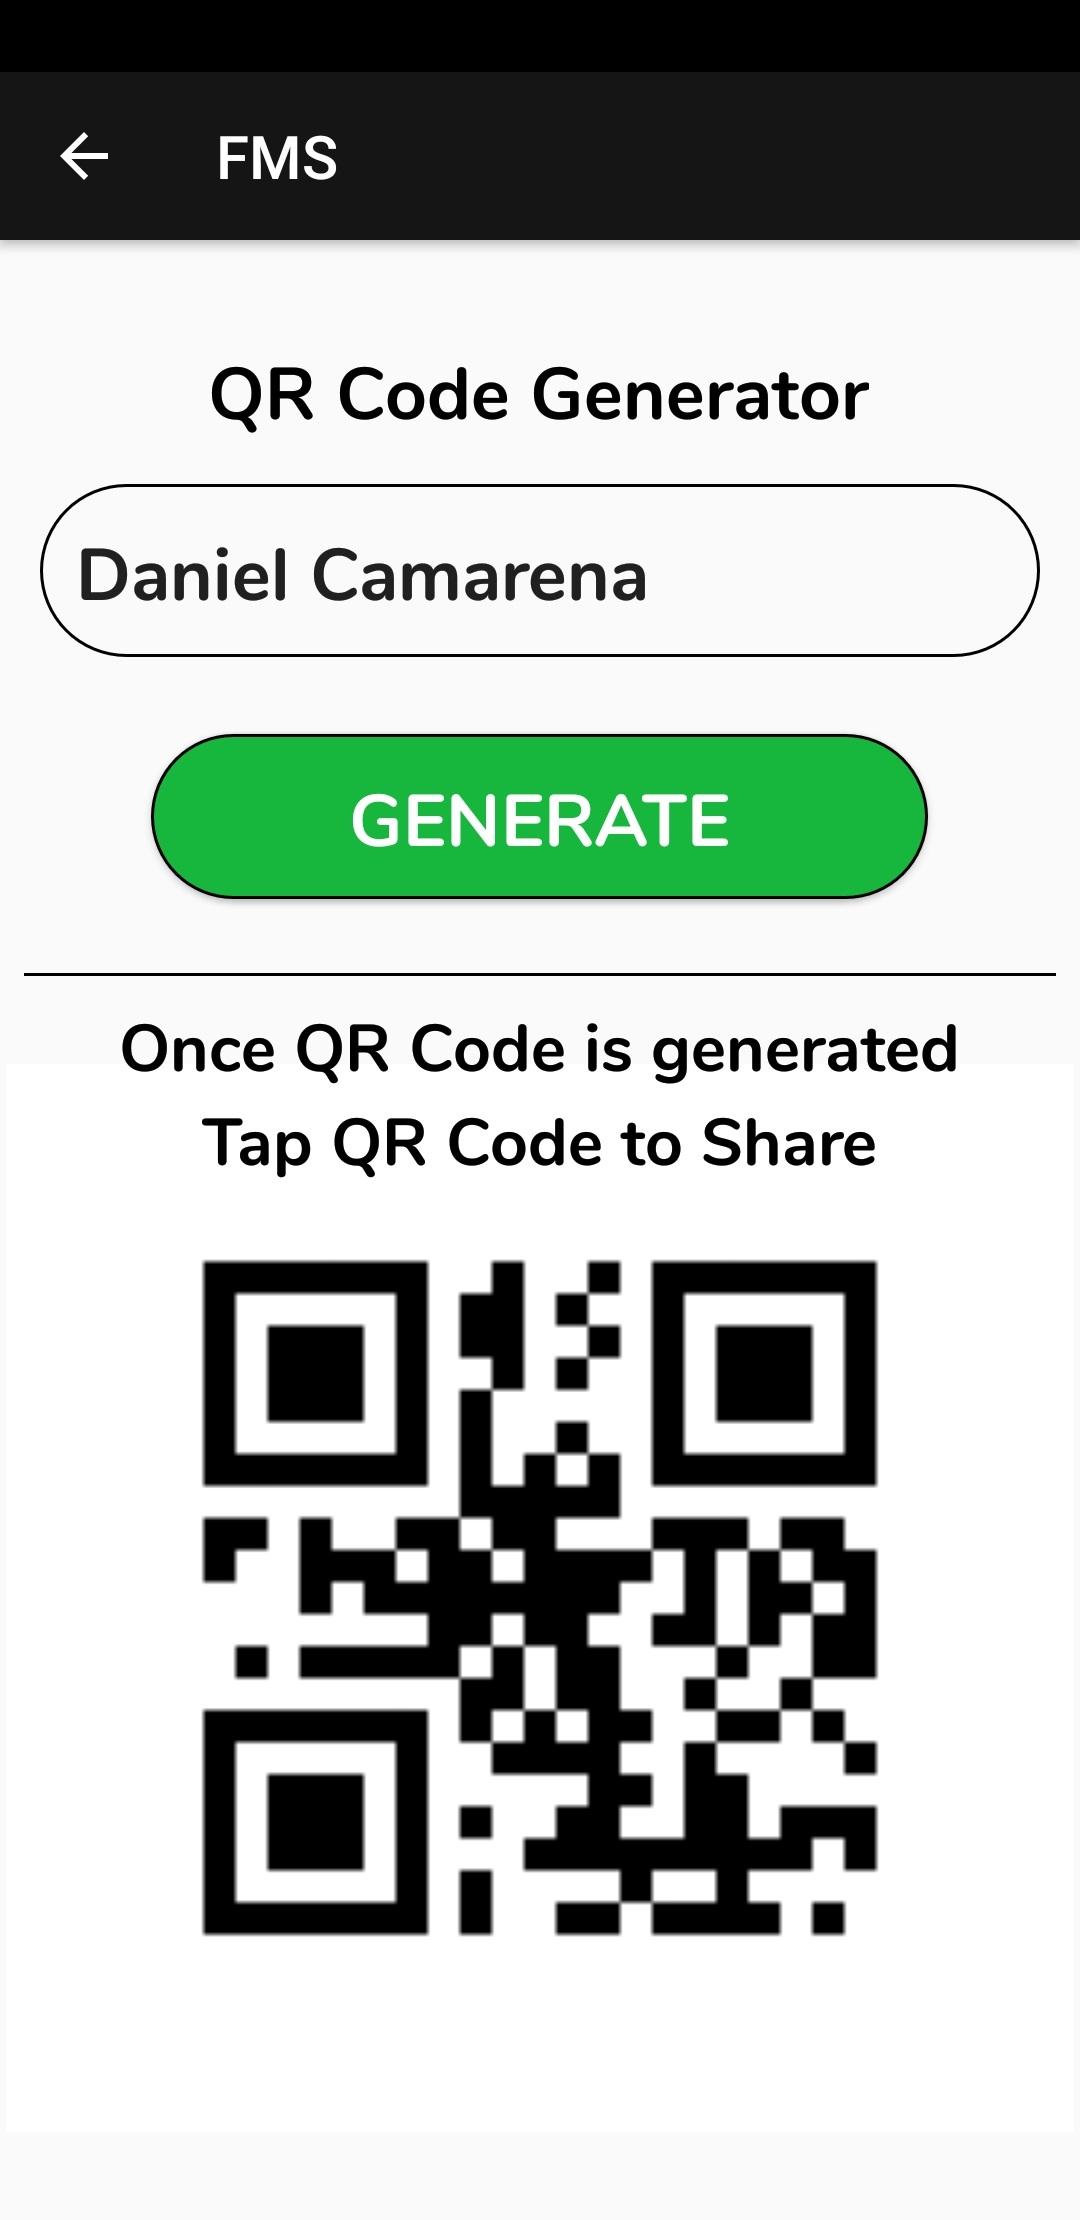 FMS
QR Code Generator
Daniel Camarena
GENERATE
Once QR Code is generated
Tap QR Code to Share